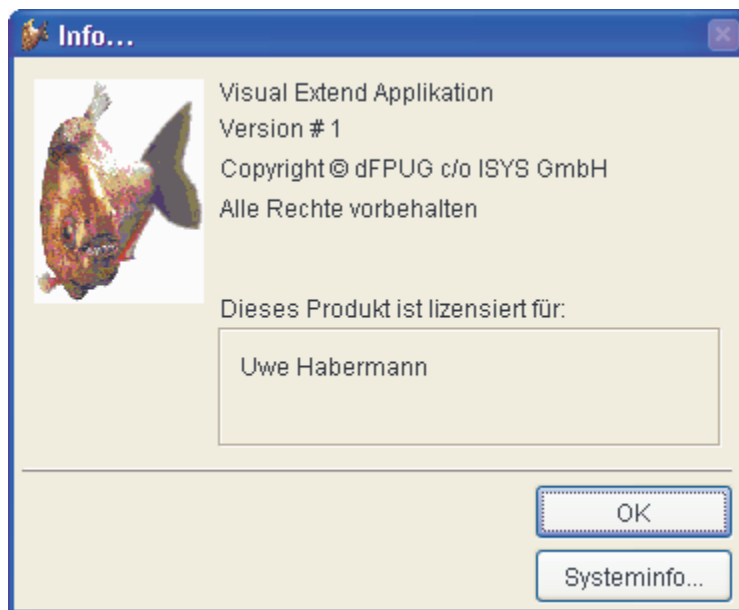 Info...
Visual Extend Applikation
Version # 1
Copyright © dFPUG c/o ISYS GmbH
Alle Rechte vorbehalten
Dieses Produkt ist lizensiert für:
Uwe Habermann
OK
Systeminfo...